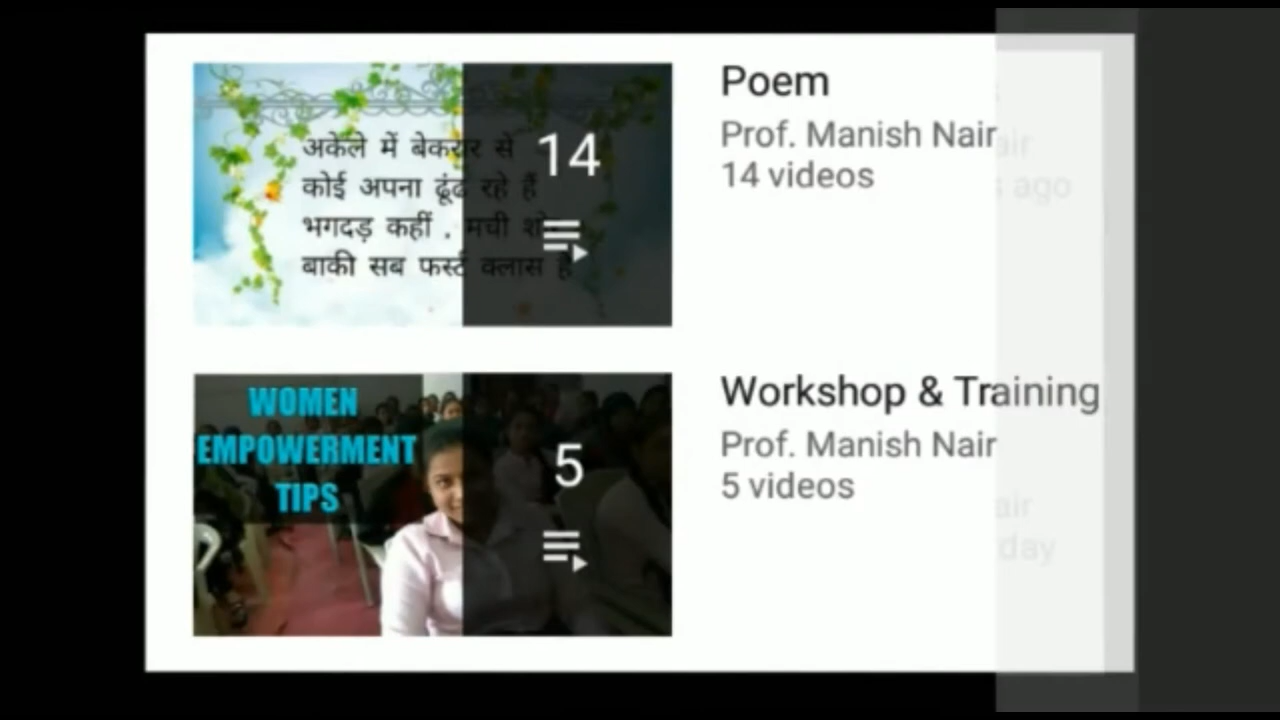 अकेले में बेकरार से
कोई अपना ढूंढ रहे हैं
भगदड़ कहीं . मची
बाकी सब फर्स्ट क्लास है
14
Poem
Prof. Manish Nair
14 videos
ago
WOMEN
EMPOWERMENT
TIPS
5
Workshop & Training
Prof. Manish Nair
5 videos